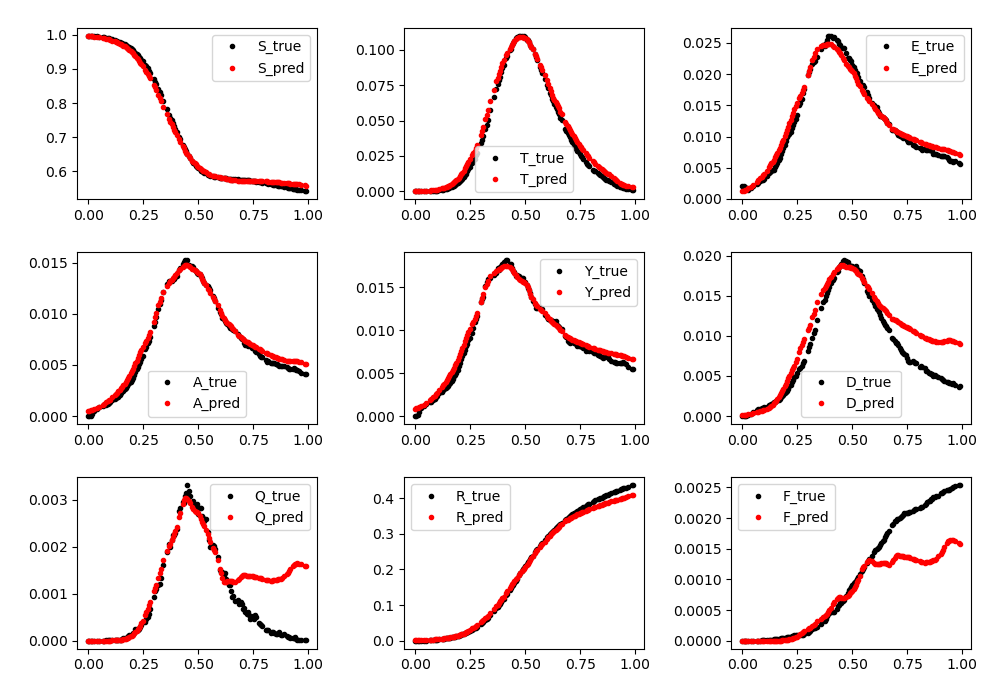 1.0
0.9
0.8
0.7
0.6
0.00 0.25 0.50 0.75 1.00
S_true
S_pred
0.100
0.075
0.050
0.025
0.000
0.00 0.25 0.50 0.75 1.00
T_true
T_pred
0.025
0.020
0.015
0.010
0.005
0.000
0.00 0.25 0.50 0.75 1.00
E_true
E_pred
0.015
0.010
0.005
0.000
0.00 0.25 0.50 0.75 1.00
A_true
A_pred
0.015
0.010
0.005
0.000
0.00 0.25 0.50 0.75 1.00
Y_true
Y_pred
0.020
0.015
0.010
0.005
0.000
0.00 0.25 0.50 0.75 1.00
D_true
D_pred
0.003
0.002
0.001
0.000
0.00 0.25 0.50 0.75 1.00
Q_true
Q_pred
0.4
0.3
0.2
0.1
0.0
0.00 0.25 0.50 0.75 1.00
R_true
R_pred
0.0025
0.0020
0.0015
0.0010
0.0005
0.0000
0.00 0.25 0.50 0.75 1.00
F_true
F_pred